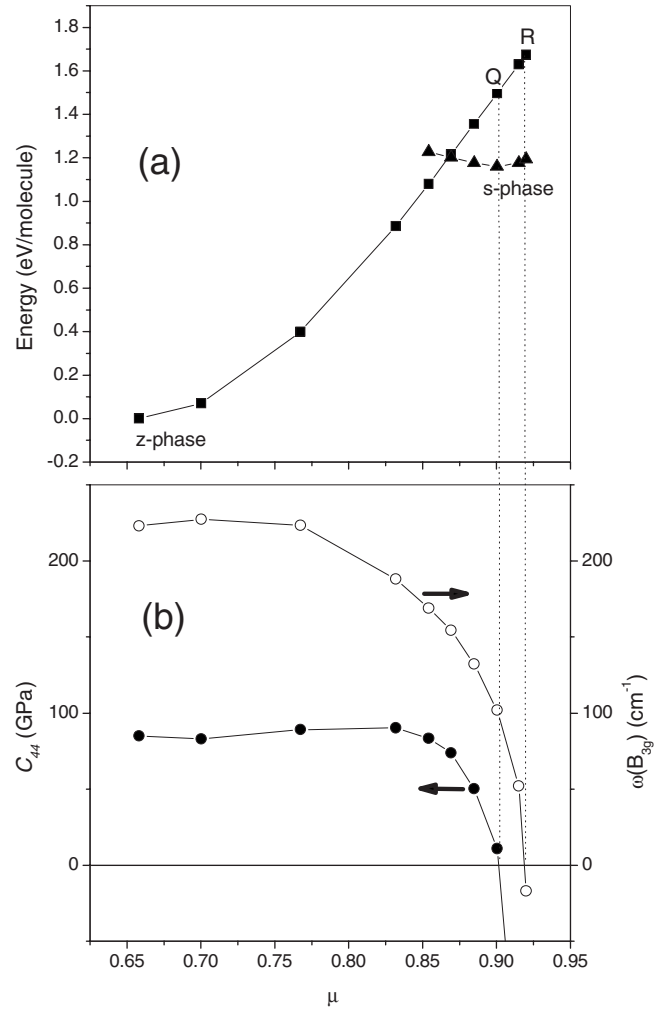 1.8
1.6
1.4
1.2
1.0
0.8
0.6
0.4
0.2
0.0
-0.2
Energy (eV/molecule)
(a)
Q
R
s-phase
z-phase
200
100
0
C44 (GPa)
(b)
200
100
0
ω(B3g) (cm-1)
0.65 0.70 0.75 0.80 0.85 0.90 0.95
μ